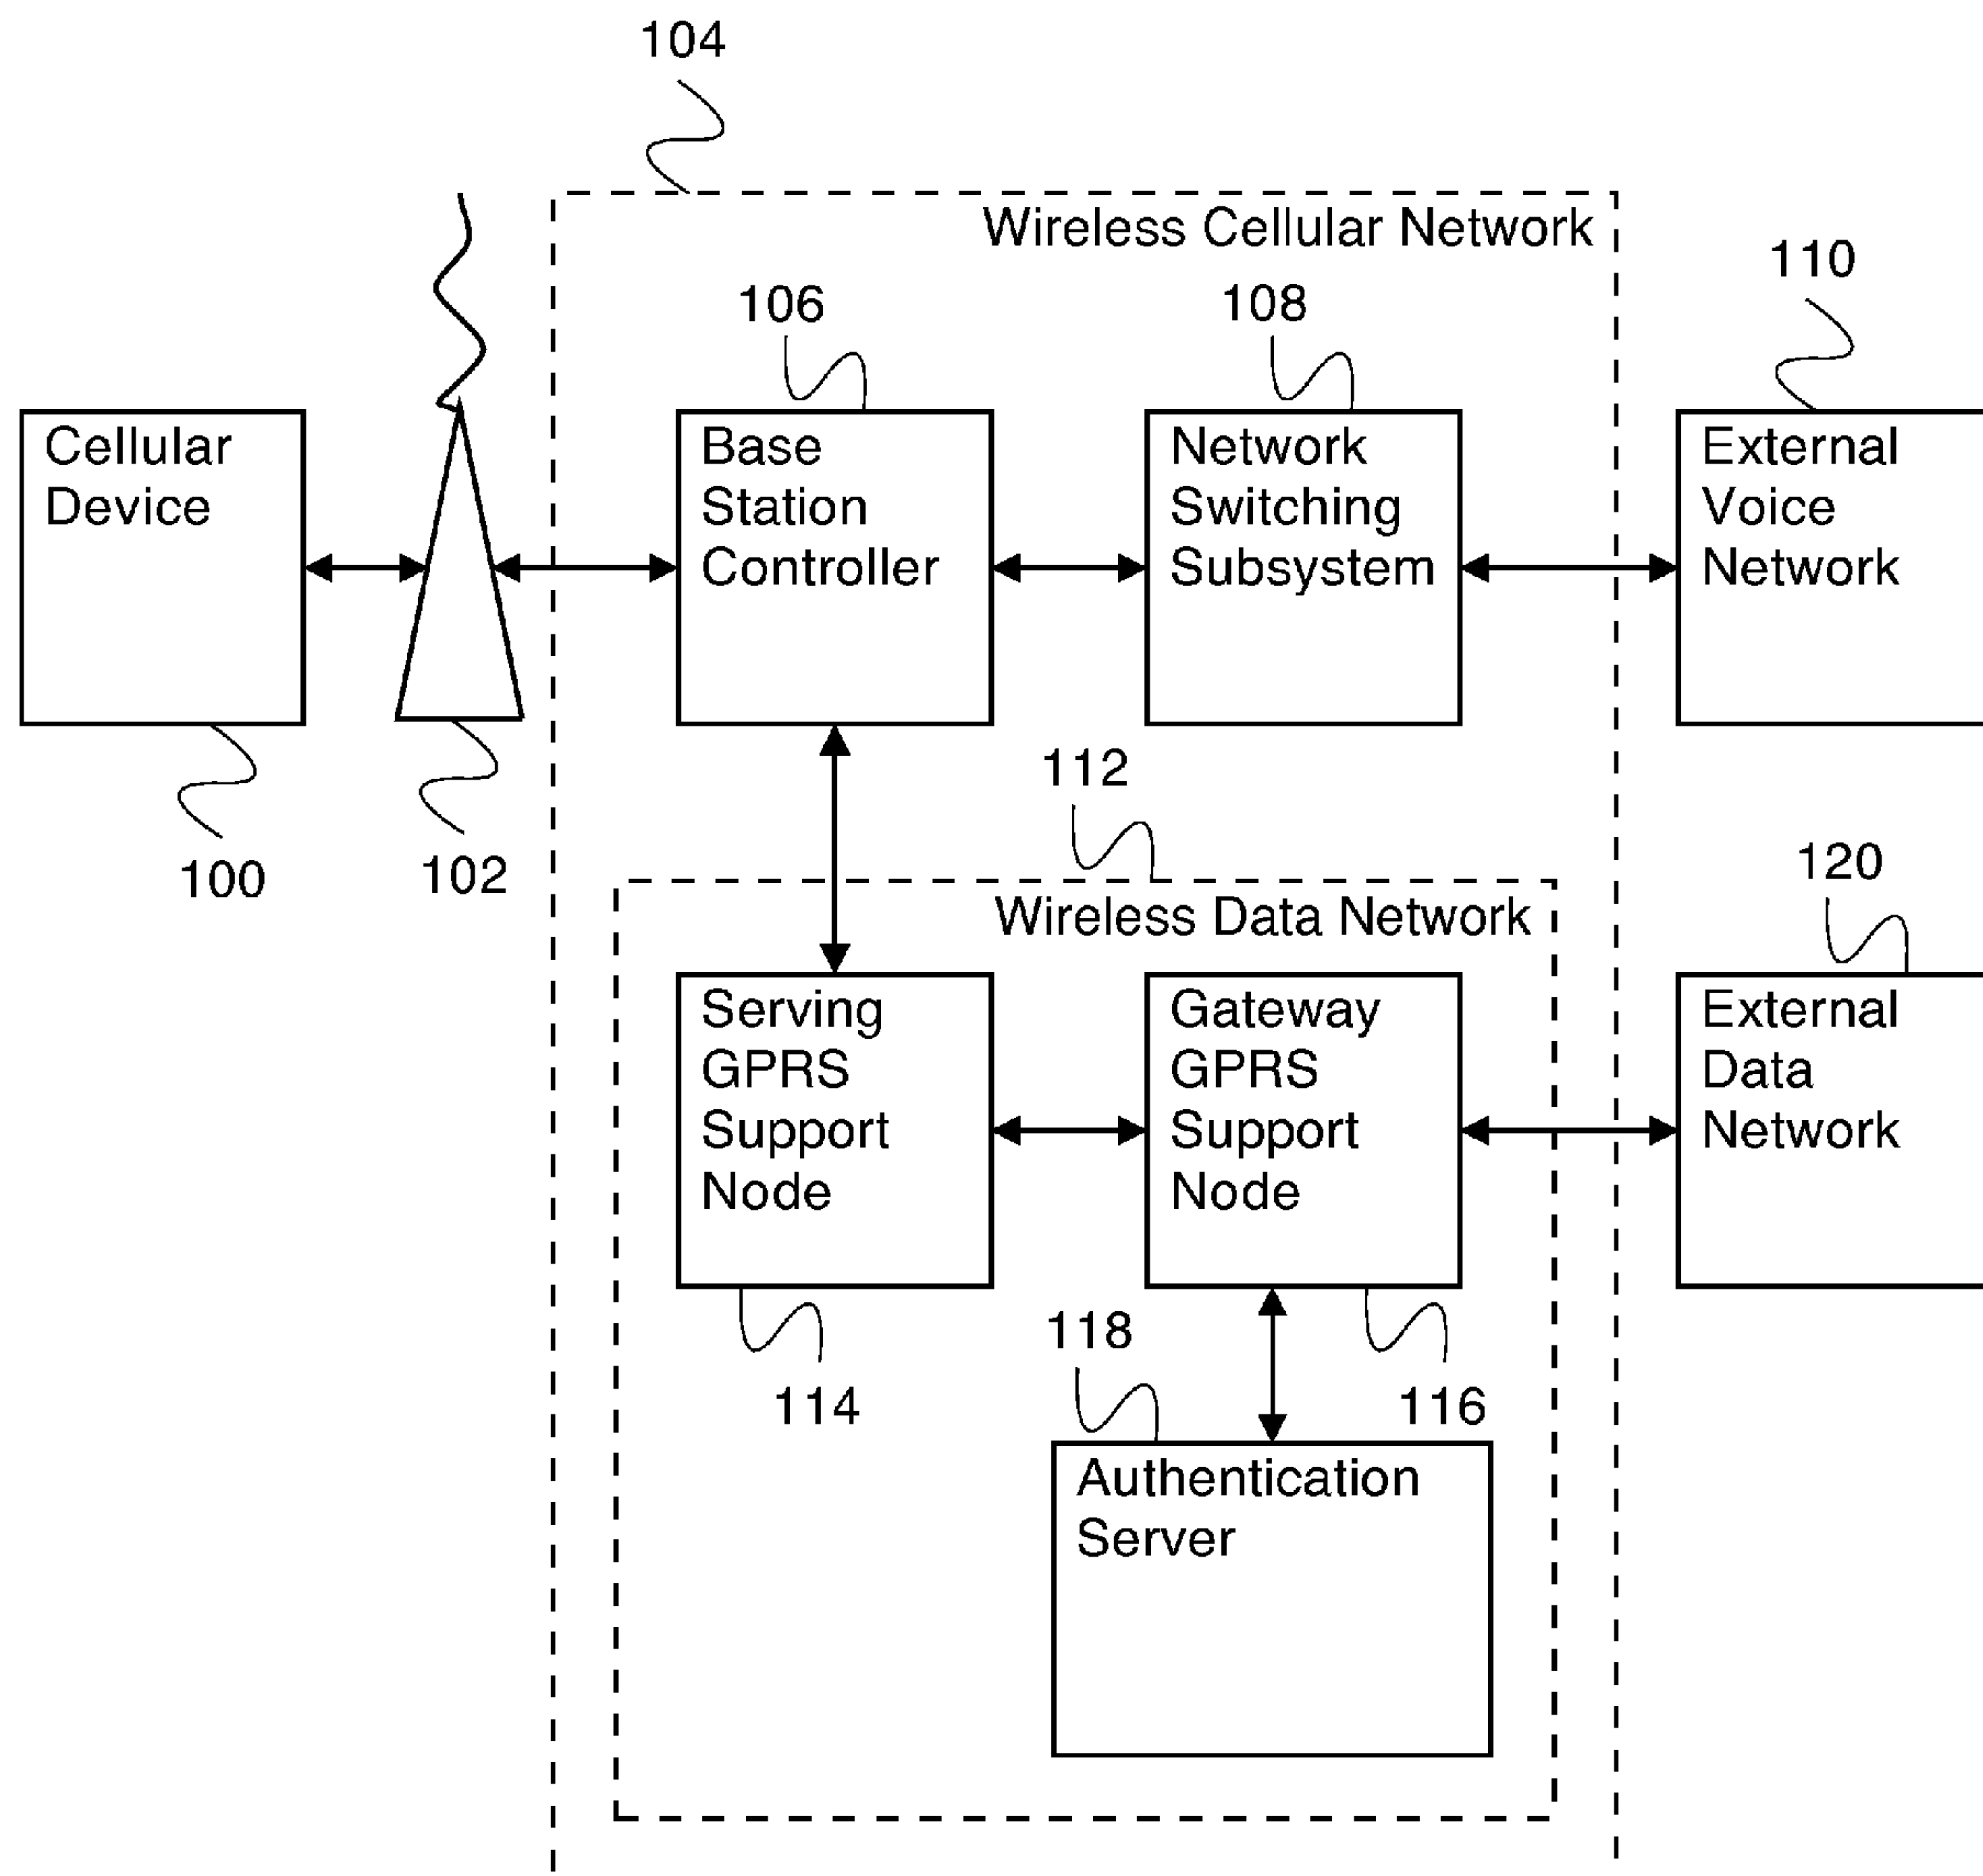 104
Wireless Cellular Network
110
106
108
Cellular
Device
Base
Station
Controller
Network
Switching
Subsystem
External
Voice
Network
112
100
102
120
Wireless Data Network
Serving
GPRS
Support
Node
Gateway
GPRS
Support
Node
External
Data
Network
118
114
116
Authentication
Server